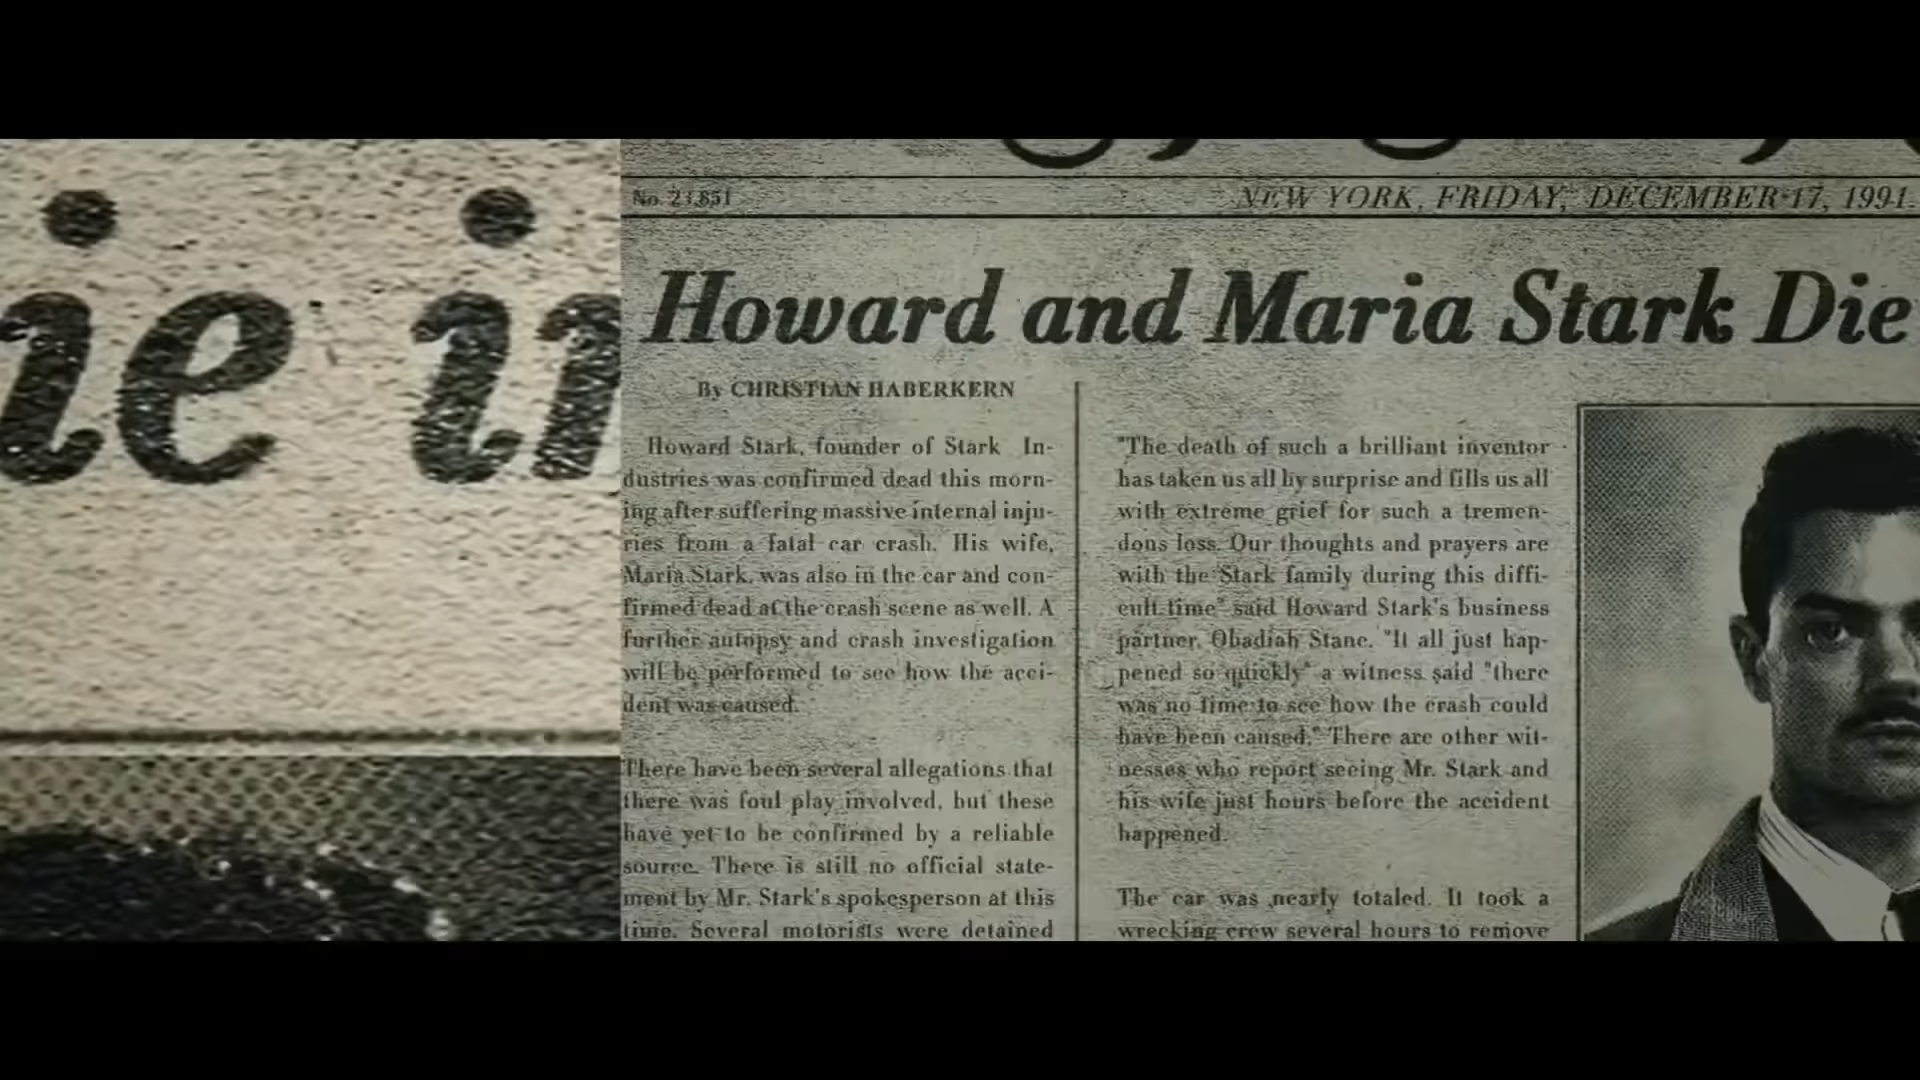 ie in
No. 23,851
NEW YORK, FRIDAY, DECEMBER 17, 1991.
Howard and Maria Stark Die
By CHRISTIAN HABERKERN
Howard Stark, founder of Stark In-
dustries was confirmed dead this morn-
ing after suffering massive internal inju-
ries from a fatal car crash. His wife,
Maria Stark, was also in the car and con-
firmed dead at the crash scene as well. A
further autopsy and crash investigation
will be performed to see how the acci-
dent was caused.
There have been several allegations that
there was foul play involved, but these
have yet to be confirmed by a reliable
source. There is still no official state-
ment by Mr. Stark's spokesperson at this
time. Several motorists were detained
"The death of such a brilliant inventor
has taken us all by surprise and fills us all
with extreme grief for such a tremen-
dous loss. Our thoughts and prayers are
with the Stark family during this diffi-
cult time" said Howard Stark's business
partner, Obadiah Stane. "It all just hap-
pened so quickly" a witness said "there
was no time to see how the crash could
have been caused." There are other wit-
nesses who report seeing Mr. Stark and
his wife just hours before the accident
happened.
The car was nearly totaled. It took a
wrecking crew several hours to remove